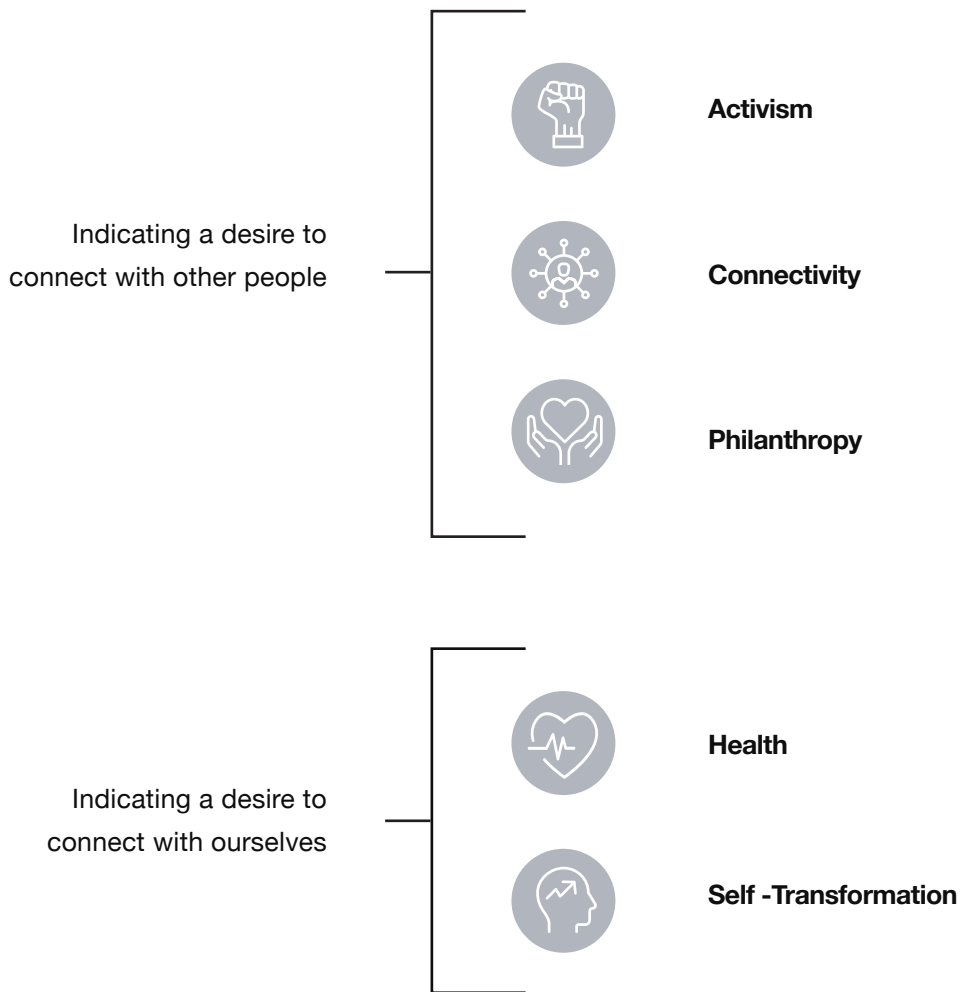 Indicating a desire to
connect with other people
Activism
Connectivity
Philanthropy
Indicating a desire to
connect with ourselves
Health
Self -Transformation